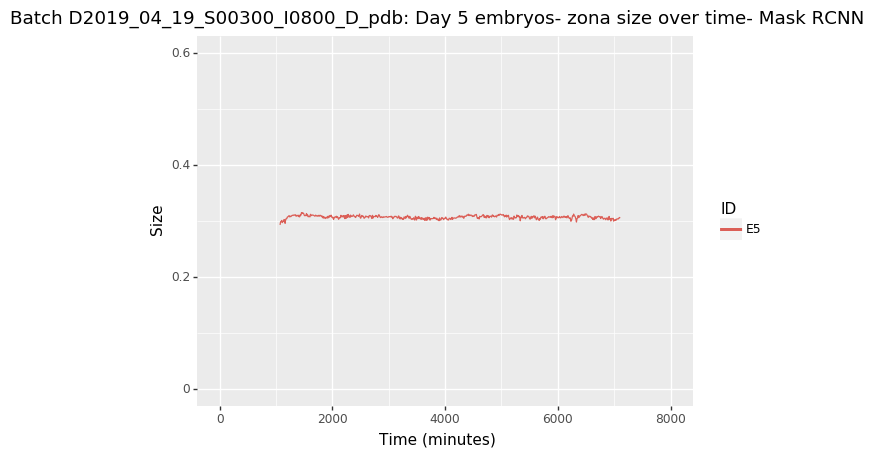 Batch D2019_04_19_S00300_I0800_D_pdb: Day 5 embryos- zona size over time- Mask RCNN
0.6
0.4
0.2
0
Size
0
2000
4000
6000
8000
Time (minutes)
ID
E5